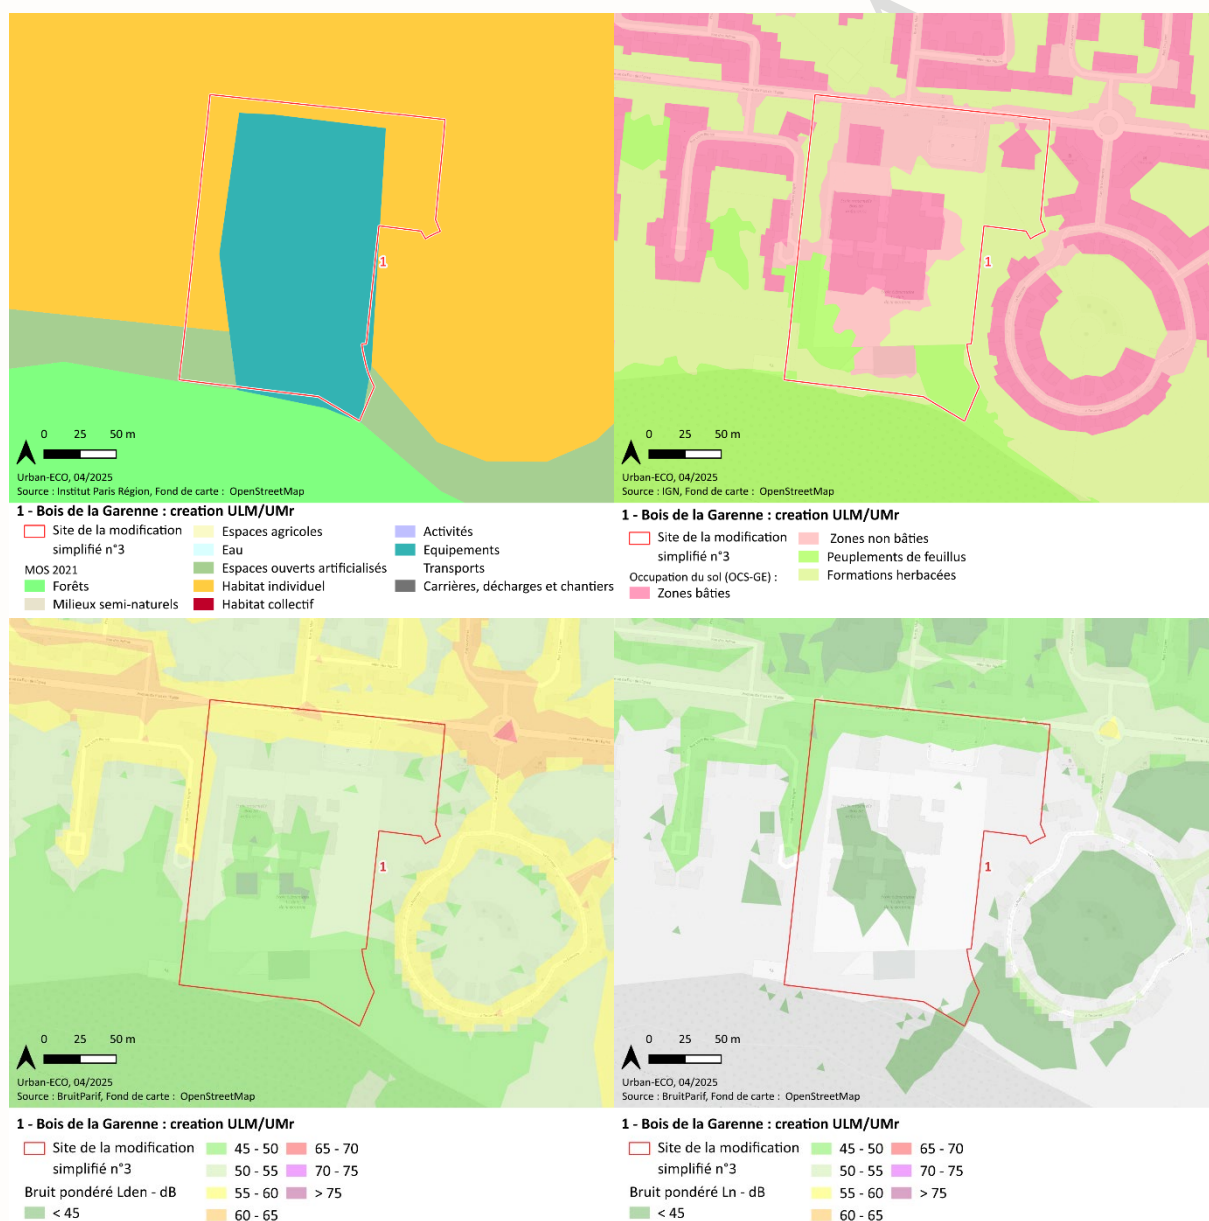 1
0 25 50 m
Urban-ECO, 04/2025
Source : Institut Paris Région, Fond de carte : OpenStreetMap
1 - Bois de la Garenne : creation ULM/UMr
Site de la modification
simplifié n°3
MOS 2021
Forêts
Milieux semi-naturels
Espaces agricoles
Eau
Espaces ouverts artificialisés
Habitat individuel
Habitat collectif
Activités
Equipements
Transports
Carrières, décharges et chantiers
1
0 25 50 m
Urban-ECO, 04/2025
Source : IGN, Fond de carte : OpenStreetMap
1 - Bois de la Garenne : creation ULM/UMr
Site de la modification
simplifié n°3
Occupation du sol (OCS-GE) :
Zones bâties
Zones non bâties
Peuplements de feuillus
Formations herbacées
1
0 25 50 m
Urban-ECO, 04/2025
Source : BruitParif, Fond de carte : OpenStreetMap
1 - Bois de la Garenne : creation ULM/UMr
Site de la modification
simplifié n°3
Bruit pondéré Lden - dB
< 45
45 - 50
50 - 55
55 - 60
60 - 65
65 - 70
70 - 75
> 75
1
0 25 50 m
Urban-ECO, 04/2025
Source : BruitParif, Fond de carte : OpenStreetMap
1 - Bois de la Garenne : creation ULM/UMr
Site de la modification
simplifié n°3
Bruit pondéré Ln - dB
< 45
45 - 50
50 - 55
55 - 60
60 - 65
65 - 70
70 - 75
> 75